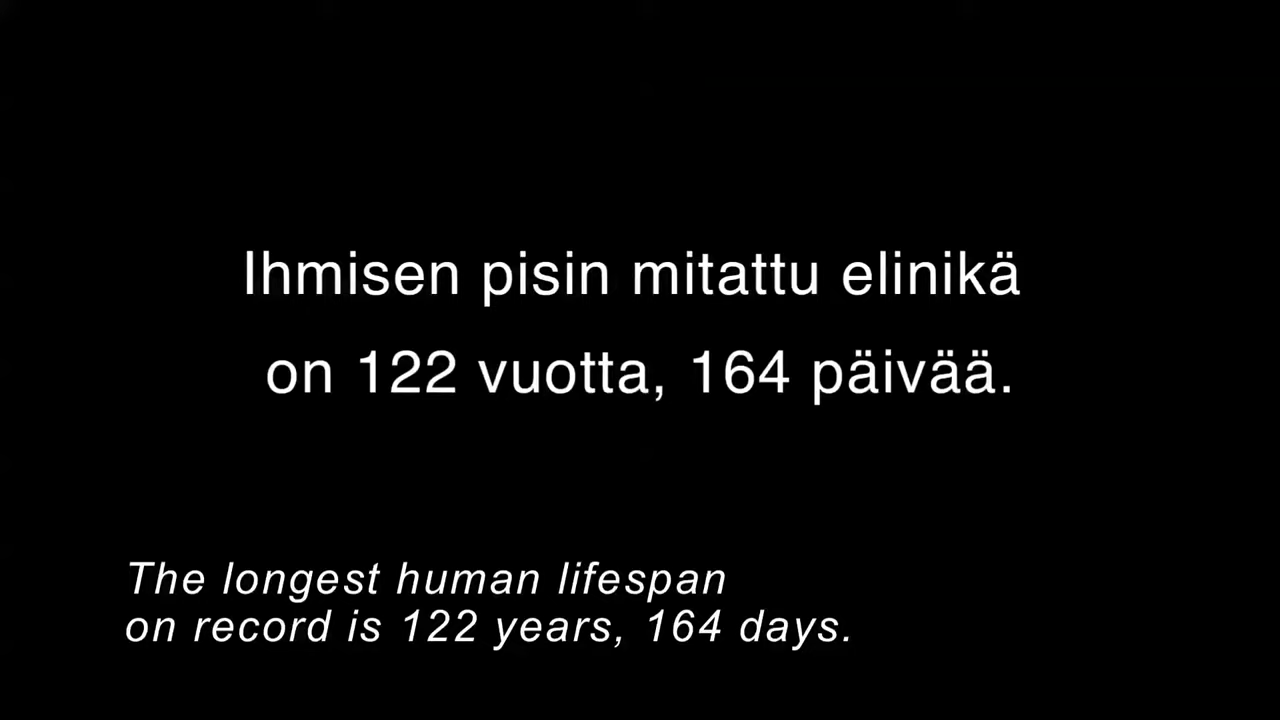 Ihmisen pisin mitattu elinikä
on 122 vuotta, 164 päivää.
The longest human lifespan
on record is 122 years, 164 days.